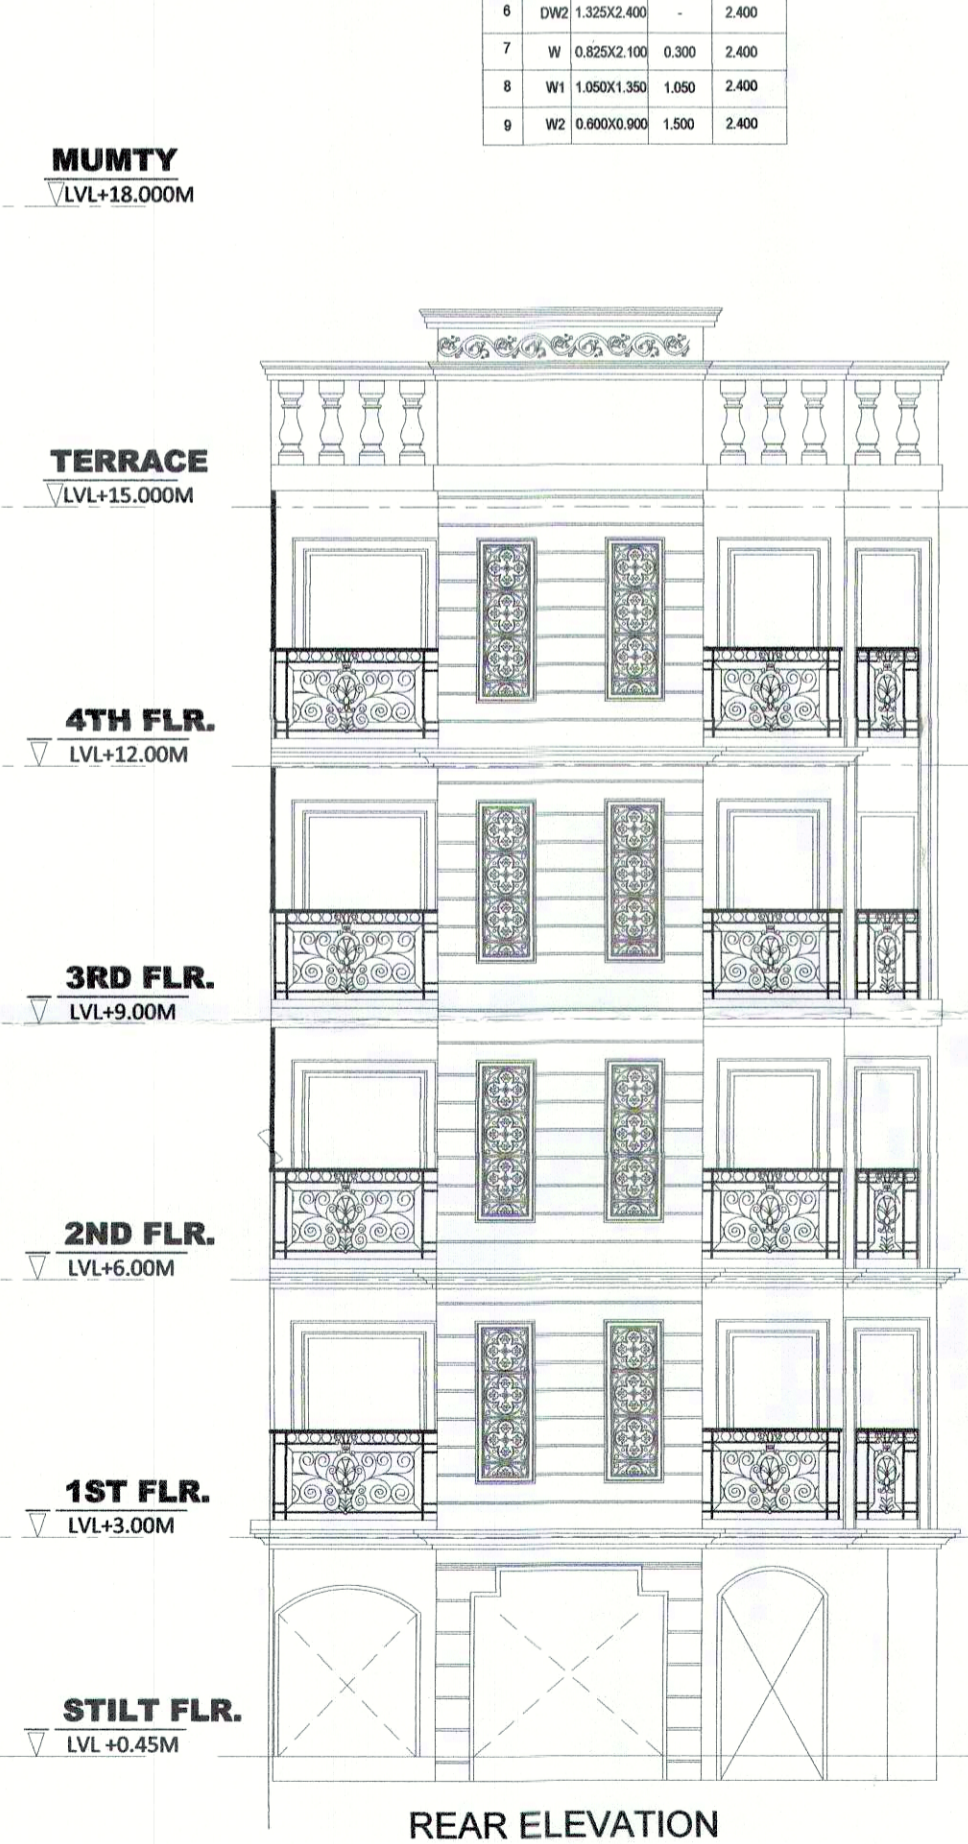 6 DW2 1.325X2.400 - 2.400
7 W 0.825X2.100 0.300 2.400
8 W1 1.050X1.350 1.050 2.400
9 W2 0.600X0.900 1.500 2.400
MUMTY
LVL+18.000M
TERRACE
LVL+15.000M
4TH FLR.
LVL+12.00M
3RD FLR.
LVL+9.00M
2ND FLR.
LVL+6.00M
1ST FLR.
LVL+3.00M
STILT FLR.
LVL +0.45M
REAR ELEVATION